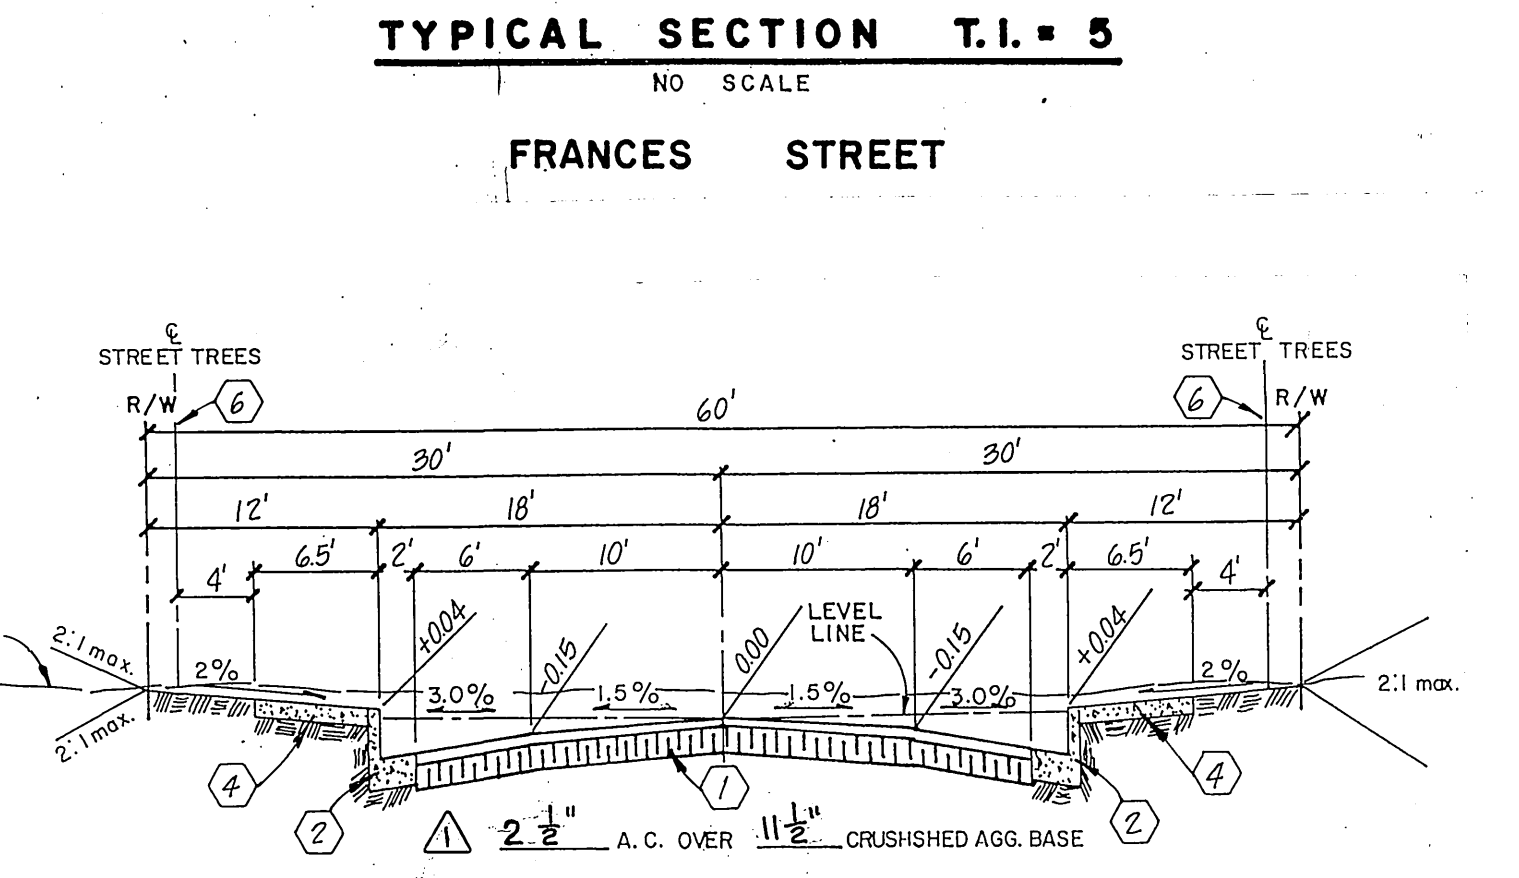 TYPICAL SECTION T.I. = 5
NO SCALE
FRANCES STREET
℄
STREET TREES
℄
STREET TREES
R/W
6
6
R/W
60'
30'
30'
12'
18'
18'
12'
4'
6.5'
2'
6'
10'
10'
6'
2'
6.5'
4'
2:1 max.
2%
+0.04
3.0%
-0.15
1.5%
0.00
LEVEL
LINE
1.5%
-0.15
3.0%
+0.04
2%
2:1 max.
2:1 max.
4
2
1
4
2
1 2 1/2" A.C. OVER 11 1/2" CRUSHSHED AGG. BASE